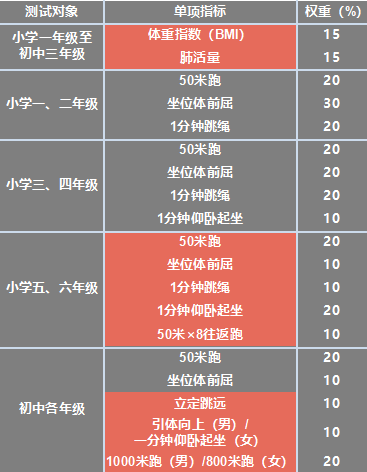 测试对象 单项指标 权重（%）
小学一年级至
初中三年级
体重指数（BMI） 15
肺活量 15
小学一、二年级
50米跑 20
坐位体前屈 30
1分钟跳绳 20
小学三、四年级
50米跑 20
坐位体前屈 20
1分钟跳绳 20
1分钟仰卧起坐 10
小学五、六年级
50米跑 20
坐位体前屈 10
1分钟跳绳 10
1分钟仰卧起坐 20
50米×8往返跑 10
初中各年级
50米跑 20
坐位体前屈 10
立定跳远 10
引体向上（男）/
一分钟仰卧起坐（女） 10
1000米跑（男）/800米跑（女） 20